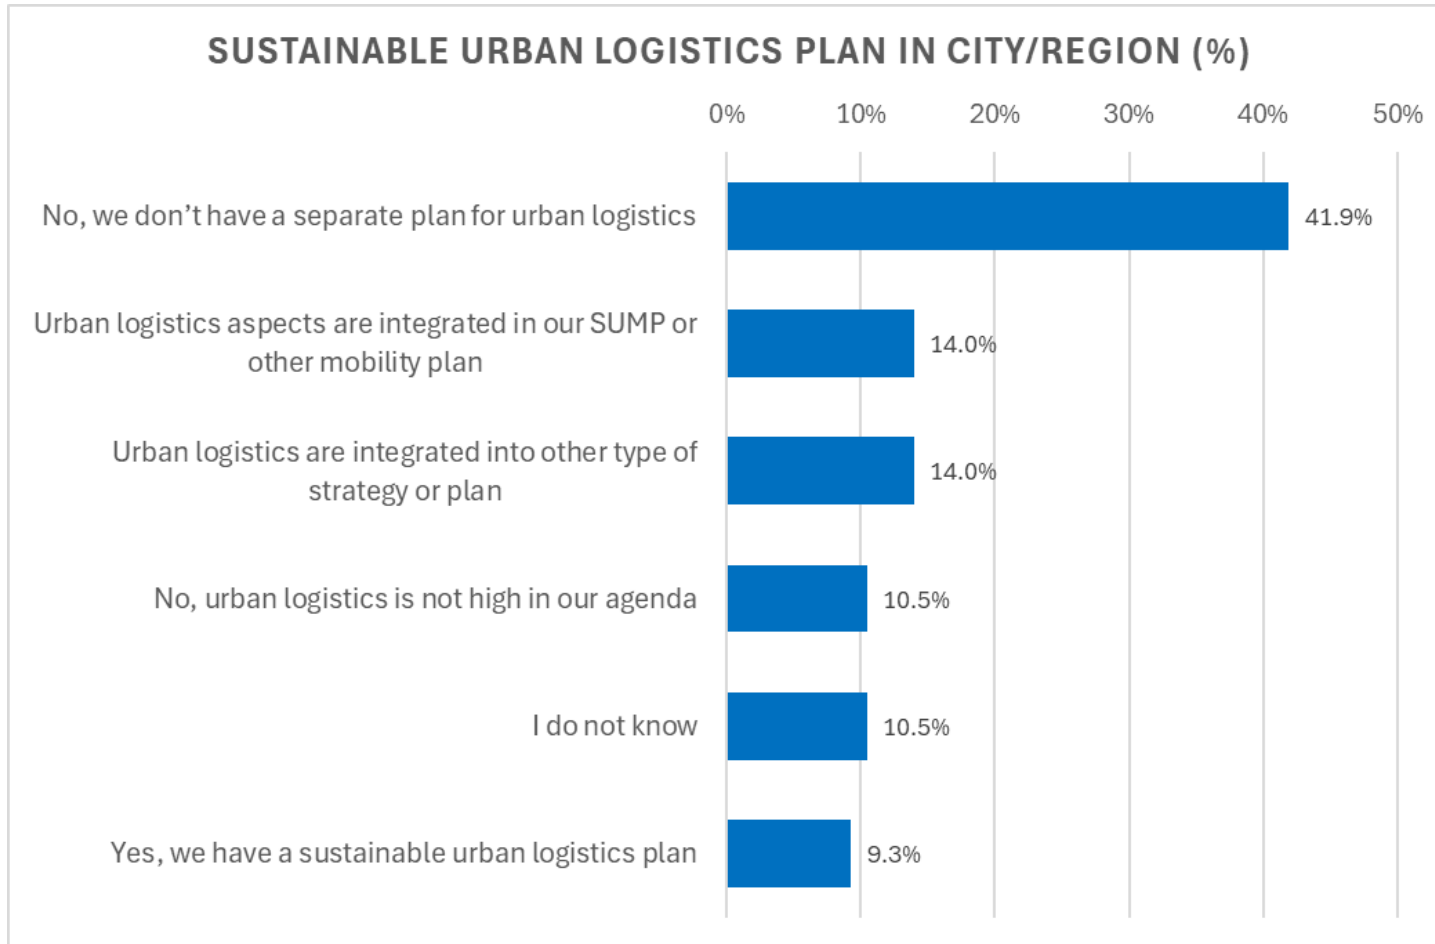 SUSTAINABLE URBAN LOGISTICS PLAN IN CITY/REGION (%)
0% 10% 20% 30% 40% 50%
No, we don’t have a separate plan for urban logistics 41.9%
Urban logistics aspects are integrated in our SUMP or
other mobility plan
14.0%
Urban logistics are integrated into other type of
strategy or plan
14.0%
No, urban logistics is not high in our agenda 10.5%
I do not know 10.5%
Yes, we have a sustainable urban logistics plan 9.3%